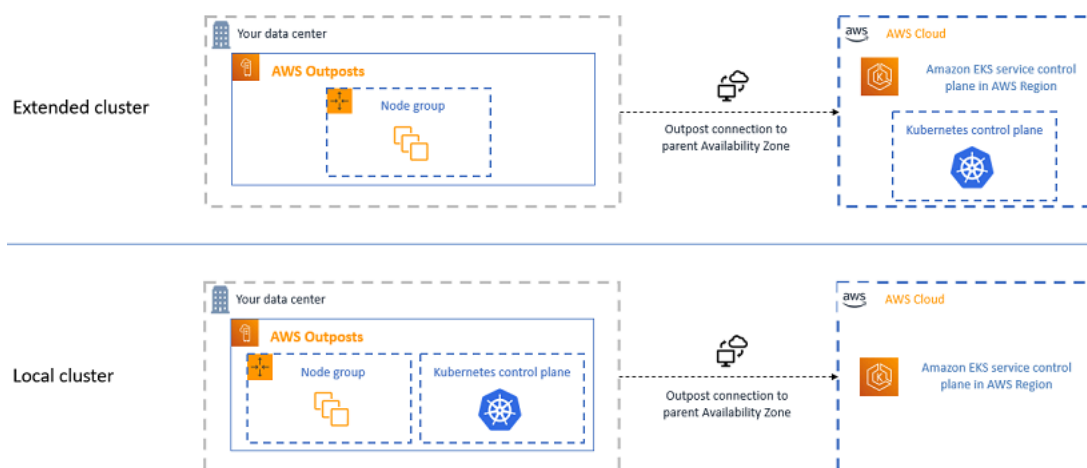 Extended cluster
Your data center
AWS Outposts
Node group
Outpost connection to
parent Availability Zone
aws
AWS Cloud
Amazon EKS service control
plane in AWS Region
Kubernetes control plane
Local cluster
Your data center
AWS Outposts
Node group
Kubernetes control plane
Outpost connection to
parent Availability Zone
aws
AWS Cloud
Amazon EKS service control
plane in AWS Region